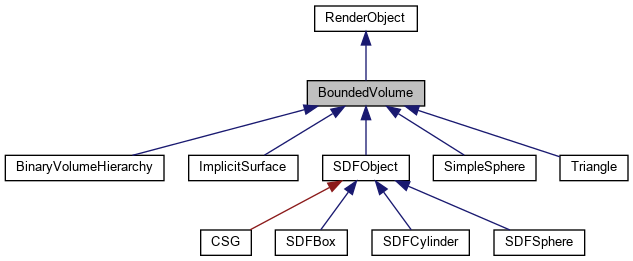 RenderObject
BoundedVolume
BinaryVolumeHierarchy
ImplicitSurface
SDFObject
SimpleSphere
Triangle
CSG
SDFBox
SDFCylinder
SDFSphere